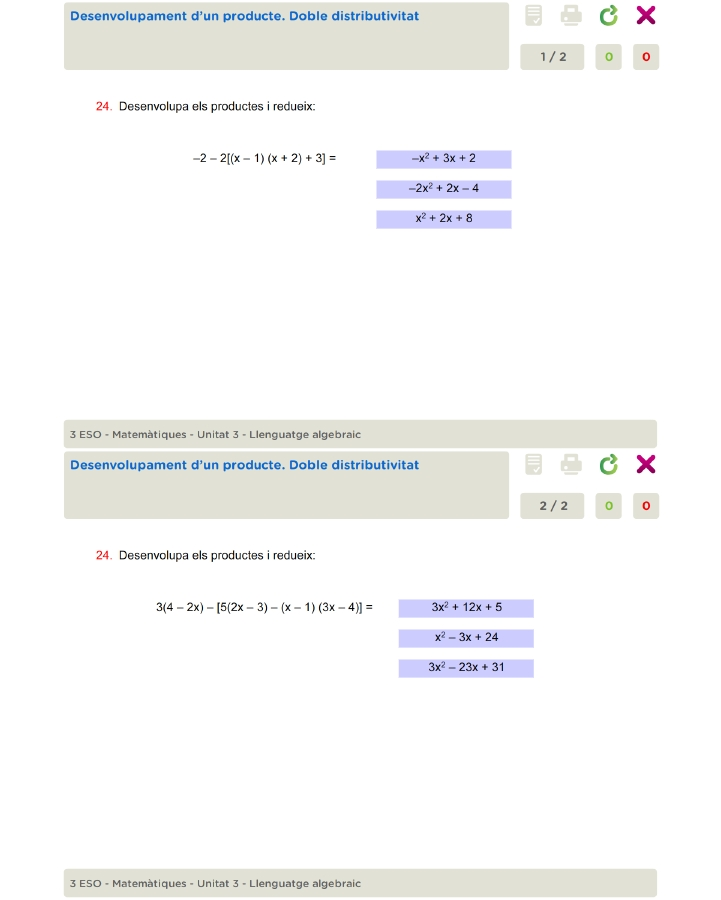 Desenvolupament d'un producte. Doble distributivitat
1 / 2 0 0
24. Desenvolupa els productes i redueix:
–2 – 2[(x – 1) (x + 2) + 3] = –x² + 3x + 2
–2x² + 2x – 4
x² + 2x + 8
3 ESO - Matemàtiques - Unitat 3 - Llenguatge algebraic
Desenvolupament d'un producte. Doble distributivitat
2 / 2 0 0
24. Desenvolupa els productes i redueix:
3(4 – 2x) – [5(2x – 3) – (x – 1) (3x – 4)] = 3x² + 12x + 5
x² – 3x + 24
3x² – 23x + 31
3 ESO - Matemàtiques - Unitat 3 - Llenguatge algebraic